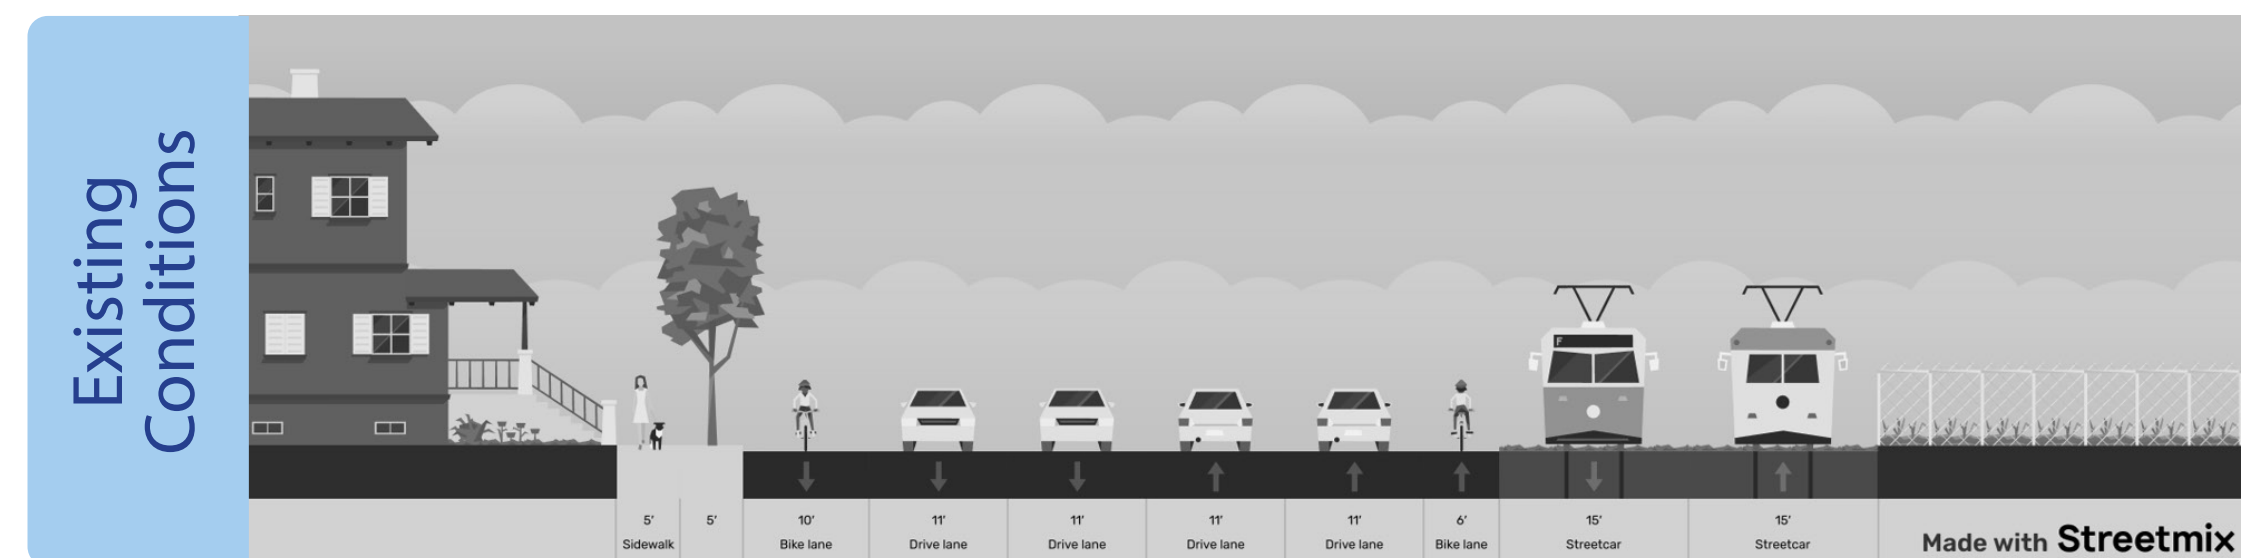 Existing
Conditions
F
5'
Sidewalk
5'
10'
Bike lane
11'
Drive lane
11'
Drive lane
11'
Drive lane
11'
Drive lane
6'
Bike lane
15'
Streetcar
15'
Streetcar
Made with Streetmix